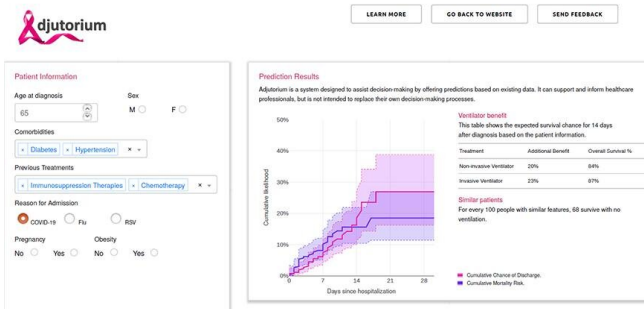 Adjutorium
LEARN MORE
GO BACK TO WEBSITE
SEND FEEDBACK
Patient Information
Age at diagnosis
Sex
65
M
F
Comorbidities
× Diabetes × Hypertension ×
Previous Treatments
× Immunosuppression Therapies × Chemotherapy ×
Reason for Admission
COVID-19 Flu RSV
Pregnancy
Obesity
No Yes No Yes
Prediction Results
Adjutorium is a system designed to assist decision-making by offering predictions based on existing data. It can support and inform healthcare
professionals, but is not intended to replace their own decision-making processes.
50%
40%
30%
20%
10%
0%
Cumulative likelihood
0 7 14 21 28
Days since hospitalization
Ventilator benefit
This table shows the expected survival chance for 14 days
after diagnosis based on the patient information.
Treatment Additional Benefit Overall Survival %
Non-invasive Ventilator 20% 84%
Invasive Ventilator 23% 87%
Similar patients
For every 100 people with similar features, 68 survive with no
ventilation.
Cumulative Chance of Discharge.
Cumulative Mortality Risk.